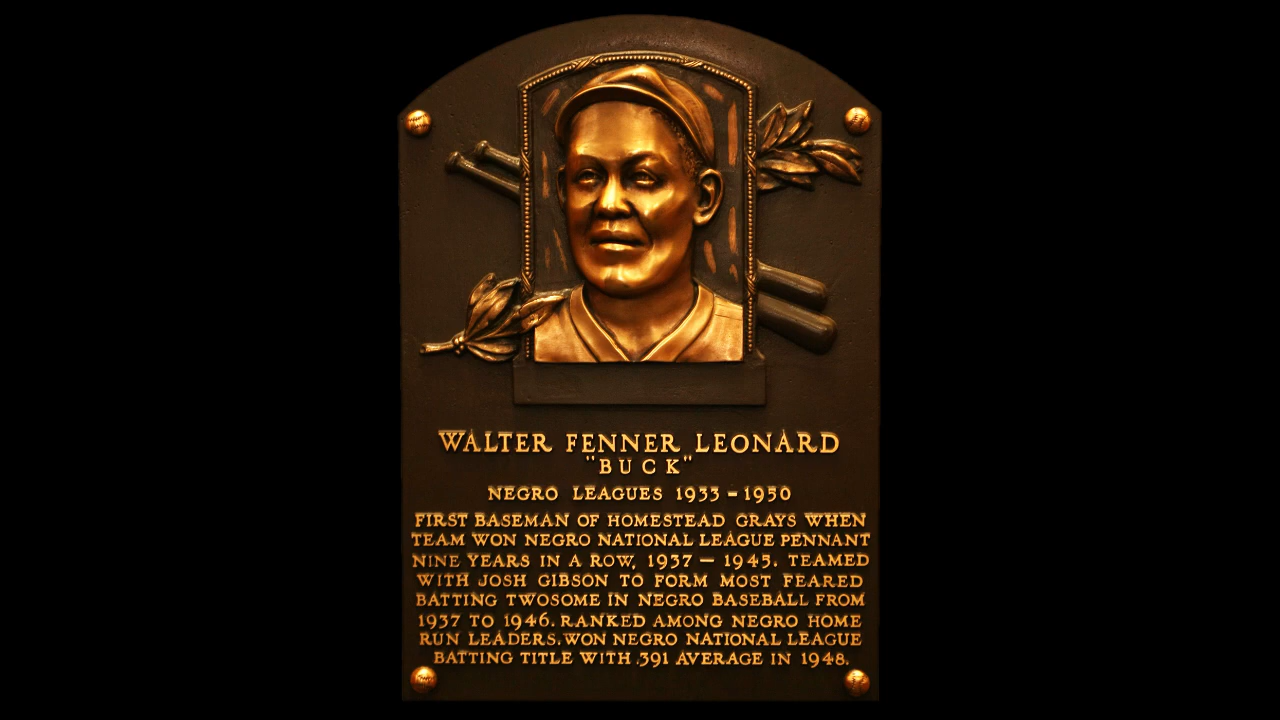 WALTER FENNER LEONARD
"BUCK"
NEGRO LEAGUES 1933 - 1950
FIRST BASEMAN OF HOMESTEAD GRAYS WHEN
TEAM WON NEGRO NATIONAL LEAGUE PENNANT
NINE YEARS IN A ROW, 1937 — 1945. TEAMED
WITH JOSH GIBSON TO FORM MOST FEARED
BATTING TWOSOME IN NEGRO BASEBALL FROM
1937 TO 1946. RANKED AMONG NEGRO HOME
RUN LEADERS. WON NEGRO NATIONAL LEAGUE
BATTING TITLE WITH .391 AVERAGE IN 1948.